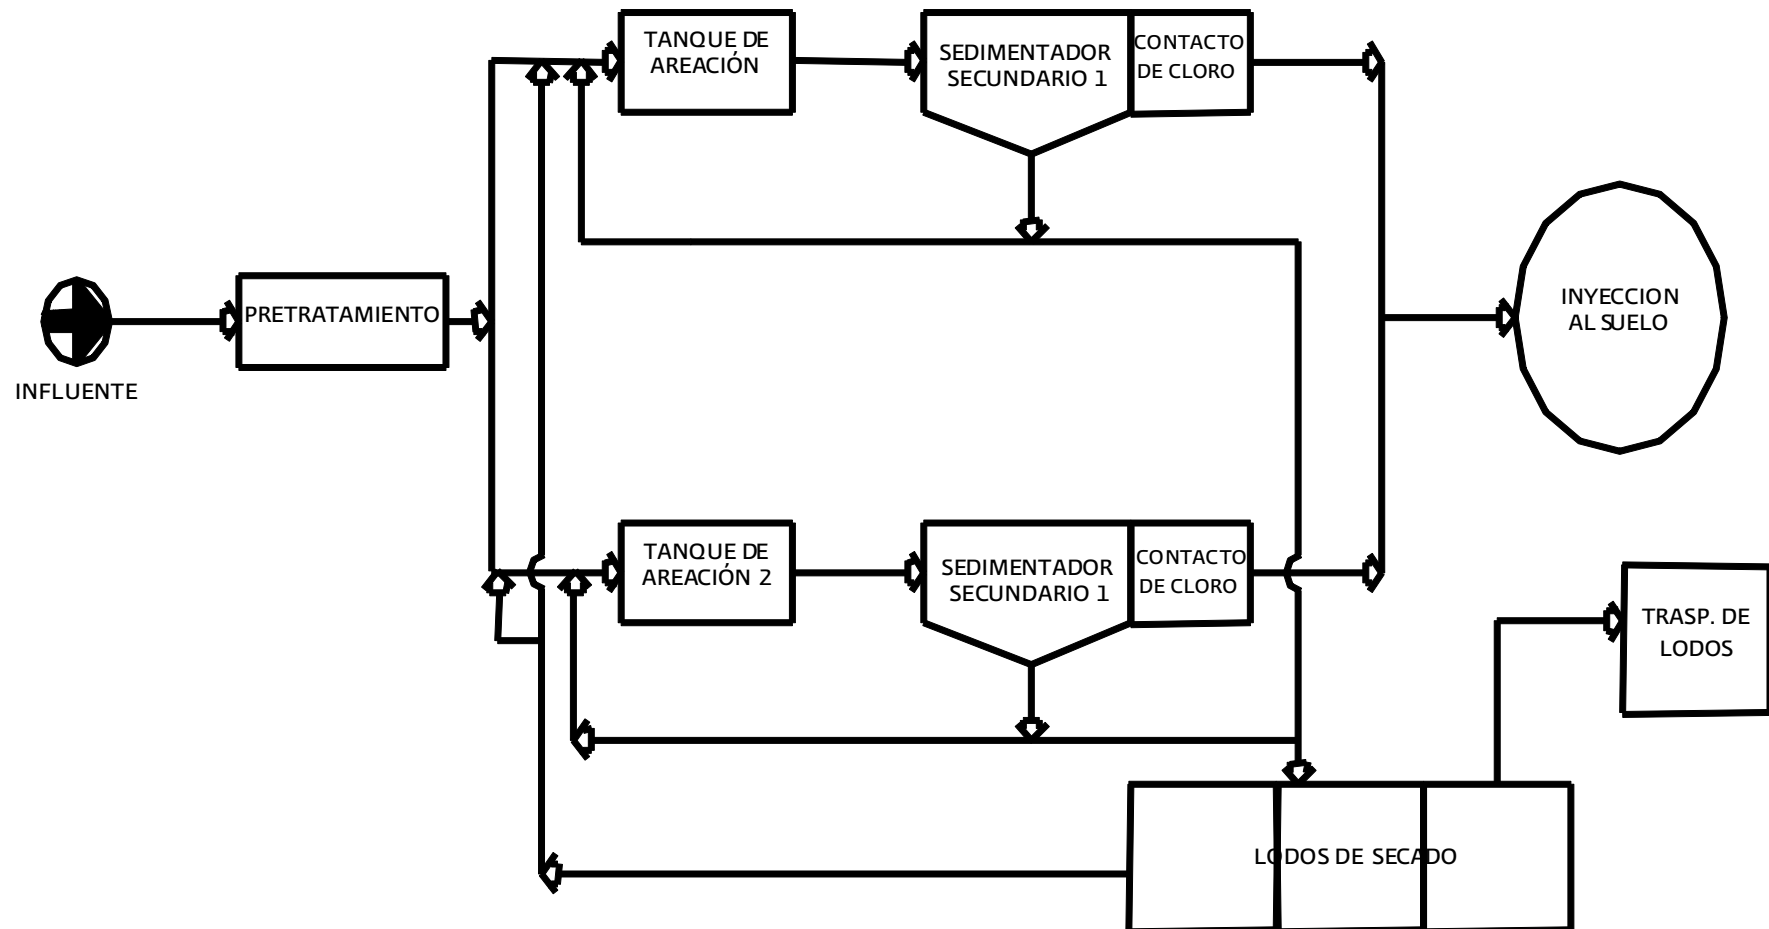 TANQUE DE
AREACIÓN
SEDIMENTADOR
SECUNDARIO 1
CONTACTO
DE CLORO
INYECCION
AL SUELO
PRETRATAMIENTO
INFLUENTE
TANQUE DE
AREACIÓN 2
SEDIMENTADOR
SECUNDARIO 1
CONTACTO
DE CLORO
TRASP. DE
LODOS
LODOS DE SECADO